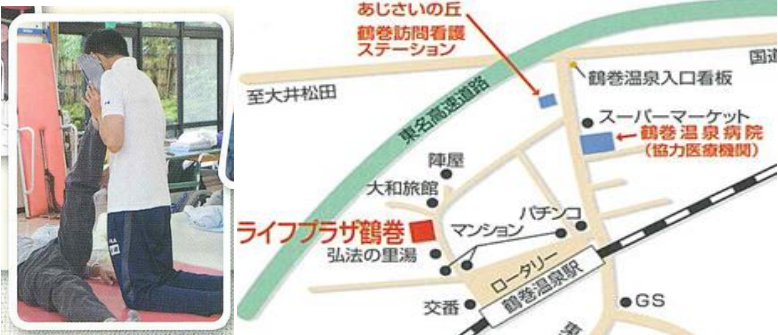 あじさいの丘
鶴巻訪問看護
ステーション
国道
至大井松田
東名高速道路
鶴巻温泉入口看板
スーパーマーケット
鶴巻温泉病院
(協力医療機関)
陣屋
大和旅館
ライフプラザ鶴巻
マンション
パチンコ
弘法の里湯
ロータリー
鶴巻温泉駅
交番
GS